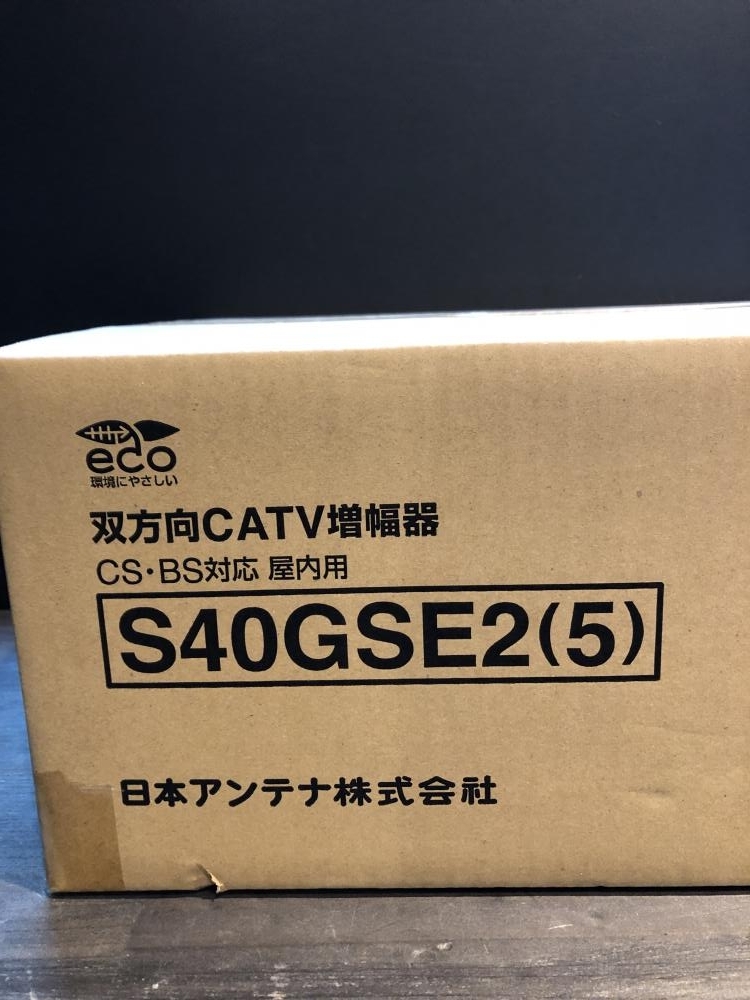 eco
環境にやさしい
双方向CATV増幅器
CS・BS対応 屋内用
S40GSE2(5)
日本アンテナ株式会社